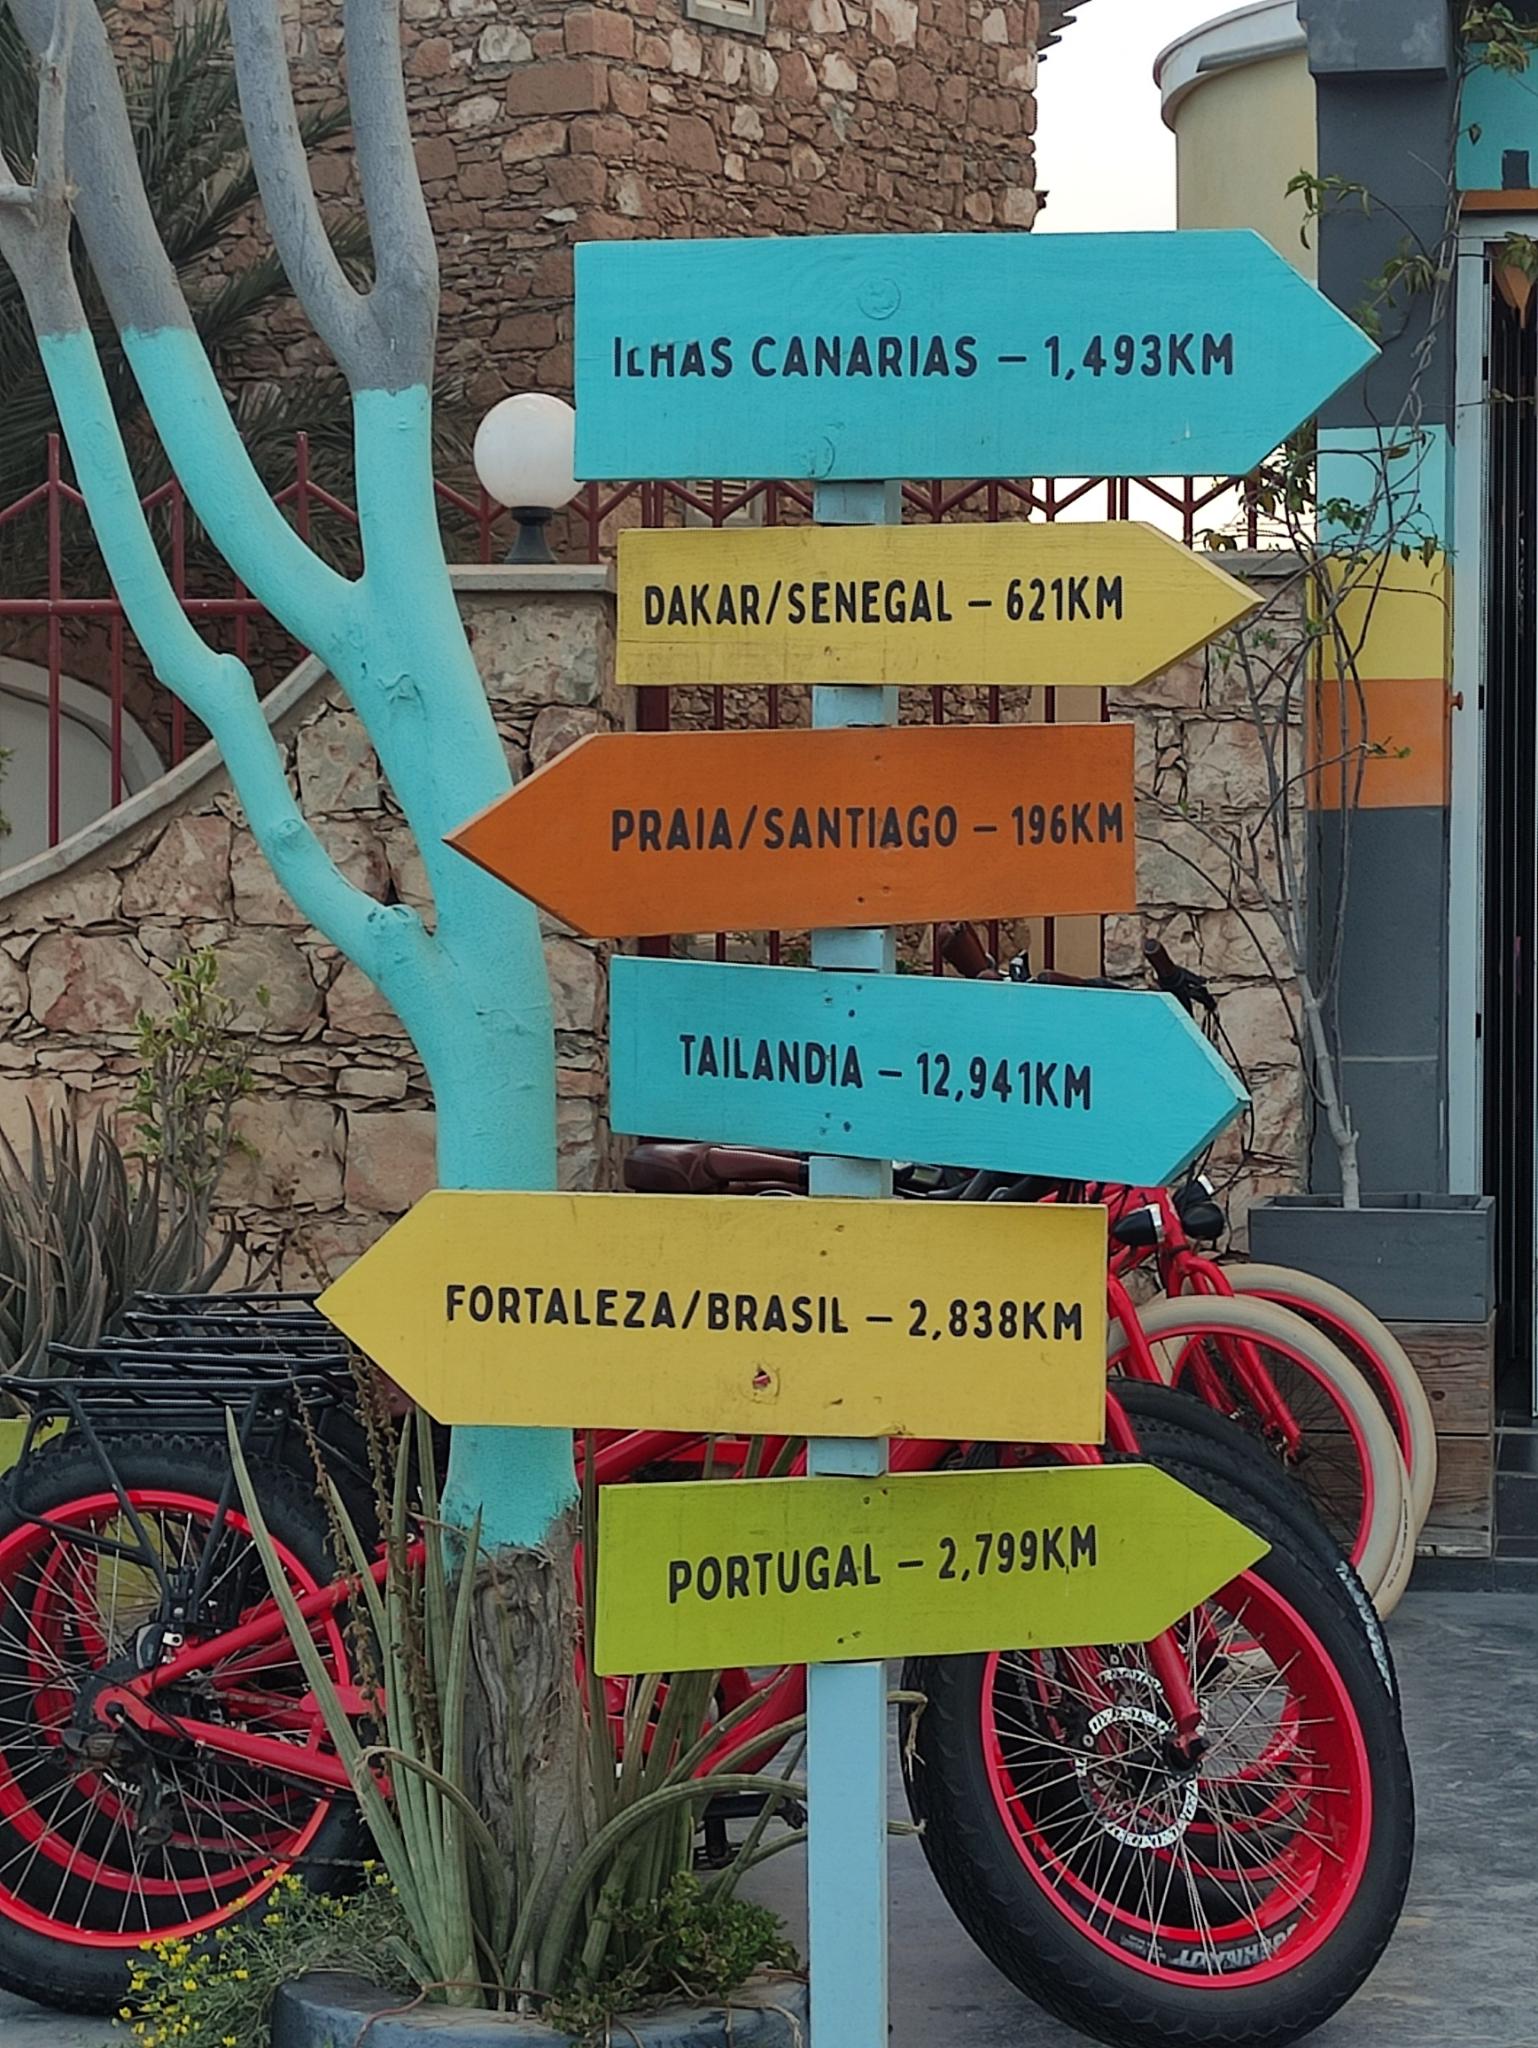 ILHAS CANARIAS – 1,493KM
DAKAR/SENEGAL – 621KM
PRAIA/SANTIAGO – 196KM
TAILANDIA – 12,941KM
FORTALEZA/BRASIL – 2,838KM
PORTUGAL – 2,799KM